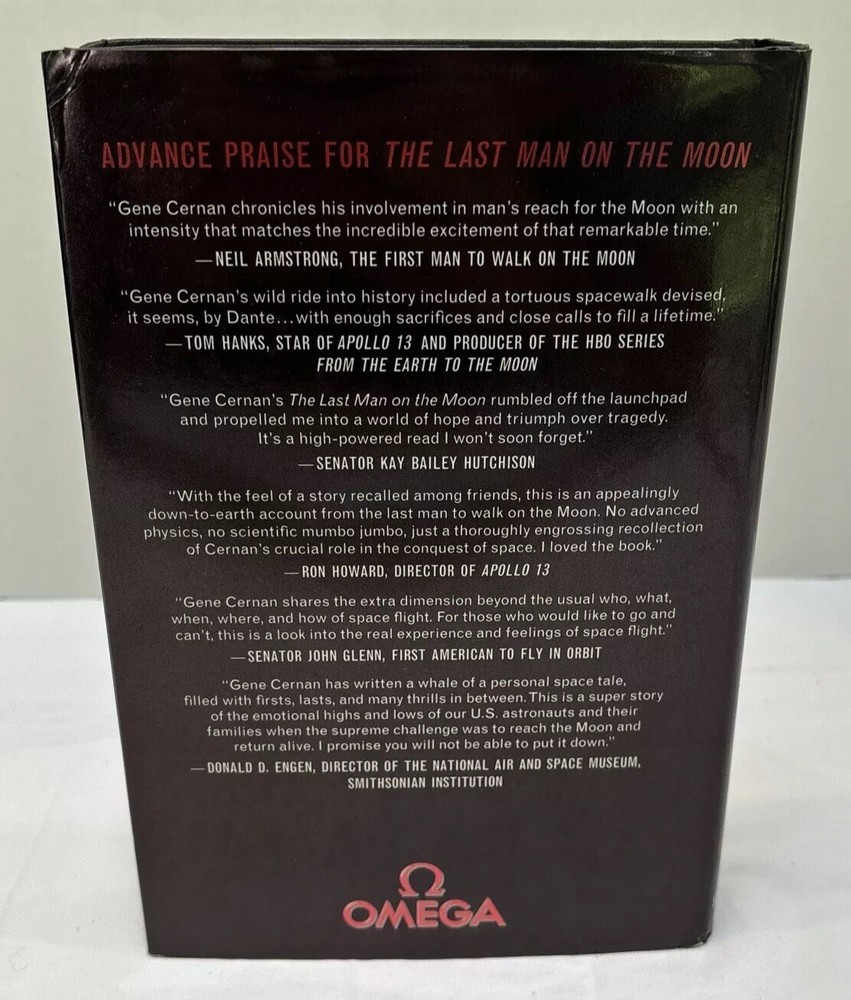 ADVANCE PRAISE FOR THE LAST MAN ON THE MOON
“Gene Cernan chronicles his involvement in man’s reach for the Moon with an
intensity that matches the incredible excitement of that remarkable time.”
—NEIL ARMSTRONG, THE FIRST MAN TO WALK ON THE MOON
“Gene Cernan’s wild ride into history included a tortuous spacewalk devised,
it seems, by Dante...with enough sacrifices and close calls to fill a lifetime.”
—TOM HANKS, STAR OF APOLLO 13 AND PRODUCER OF THE HBO SERIES
FROM THE EARTH TO THE MOON
“Gene Cernan’s The Last Man on the Moon rumbled off the launchpad
and propelled me into a world of hope and triumph over tragedy.
It’s a high-powered read I won’t soon forget.”
—SENATOR KAY BAILEY HUTCHISON
“With the feel of a story recalled among friends, this is an appealingly
down-to-earth account from the last man to walk on the Moon. No advanced
physics, no scientific mumbo jumbo, just a thoroughly engrossing recollection
of Cernan’s crucial role in the conquest of space. I loved the book.”
—RON HOWARD, DIRECTOR OF APOLLO 13
“Gene Cernan shares the extra dimension beyond the usual who, what,
when, where, and how of space flight. For those who would like to go and
can’t, this is a look into the real experience and feelings of space flight.”
—SENATOR JOHN GLENN, FIRST AMERICAN TO FLY IN ORBIT
“Gene Cernan has written a whale of a personal space tale,
filled with firsts, lasts, and many thrills in between. This is a super story
of the emotional highs and lows of our U.S. astronauts and their
families when the supreme challenge was to reach the Moon and
return alive. I promise you will not be able to put it down.”
—DONALD D. ENGEN, DIRECTOR OF THE NATIONAL AIR AND SPACE MUSEUM,
SMITHSONIAN INSTITUTION
Ω
OMEGA